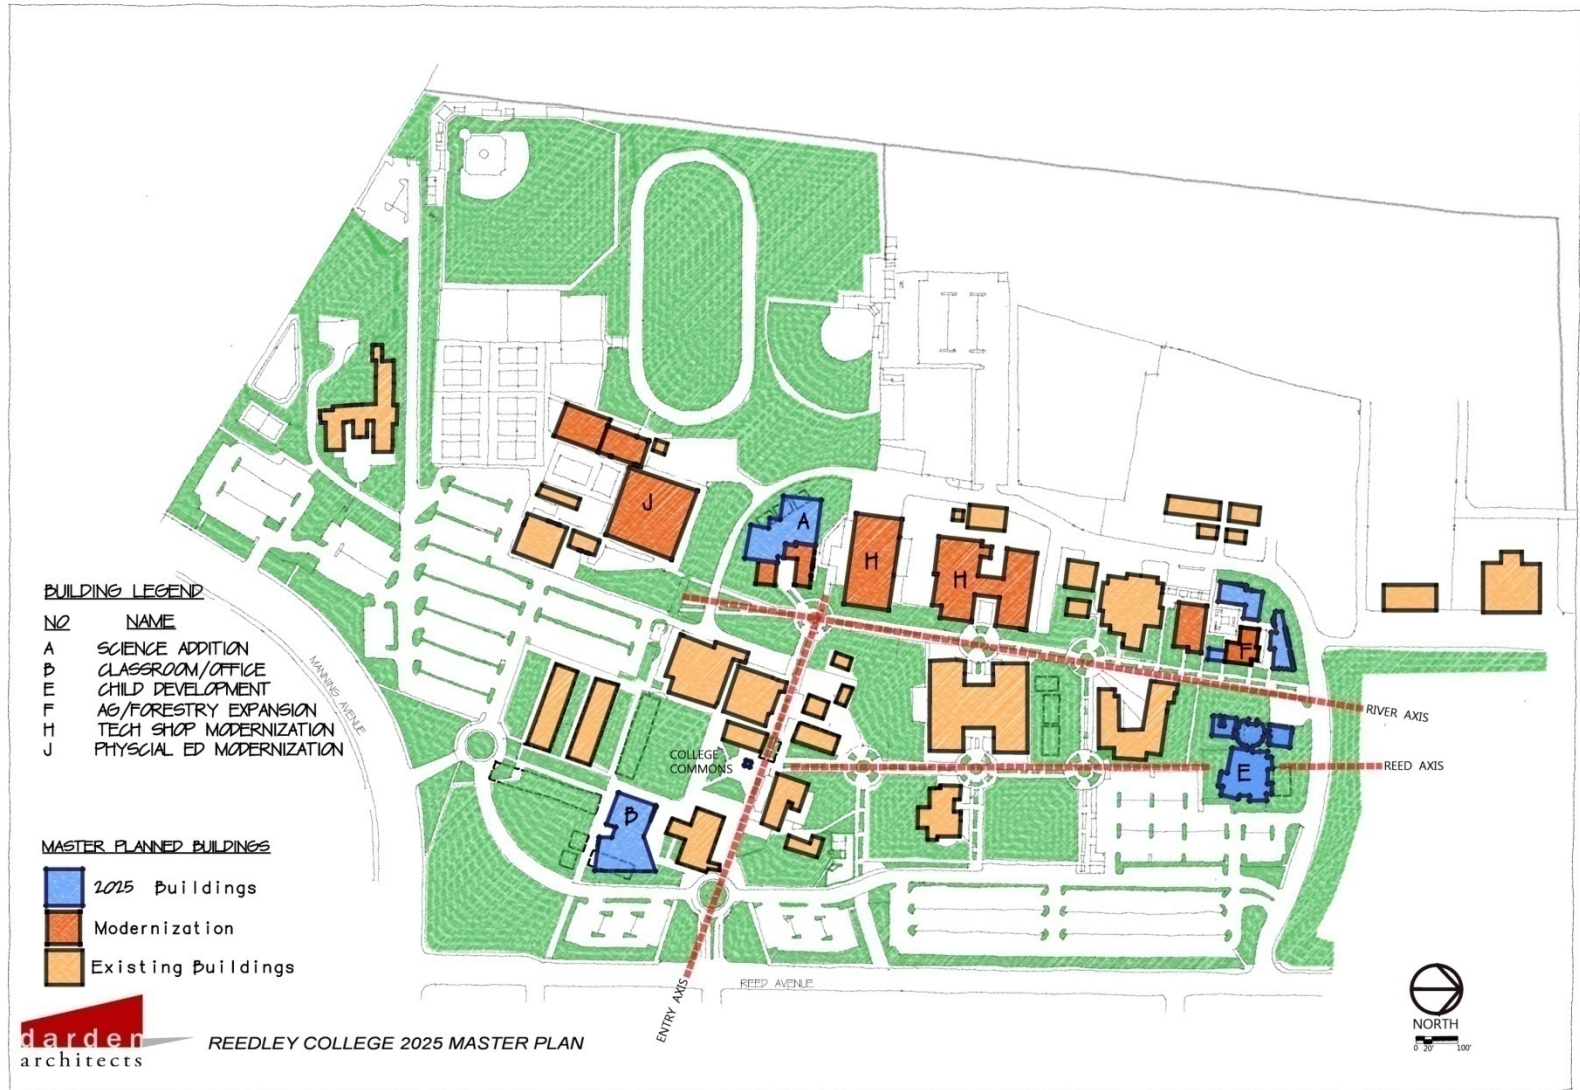 BUILDING LEGEND
NO NAME
A SCIENCE ADDITION
B CLASSROOM/OFFICE
E CHILD DEVELOPMENT
F AG/FORESTRY EXPANSION
H TECH SHOP MODERNIZATION
J PHYSCIAL ED MODERNIZATION
MANNING AVENUE
J
A
H
H
F
E
B
COLLEGE
COMMONS
RIVER AXIS
REED AXIS
ENTRY AXIS
REED AVENUE
MASTER PLANNED BUILDINGS
2025 Buildings
Modernization
Existing Buildings
darden
architects
REEDLEY COLLEGE 2025 MASTER PLAN
NORTH
0 20' 100'